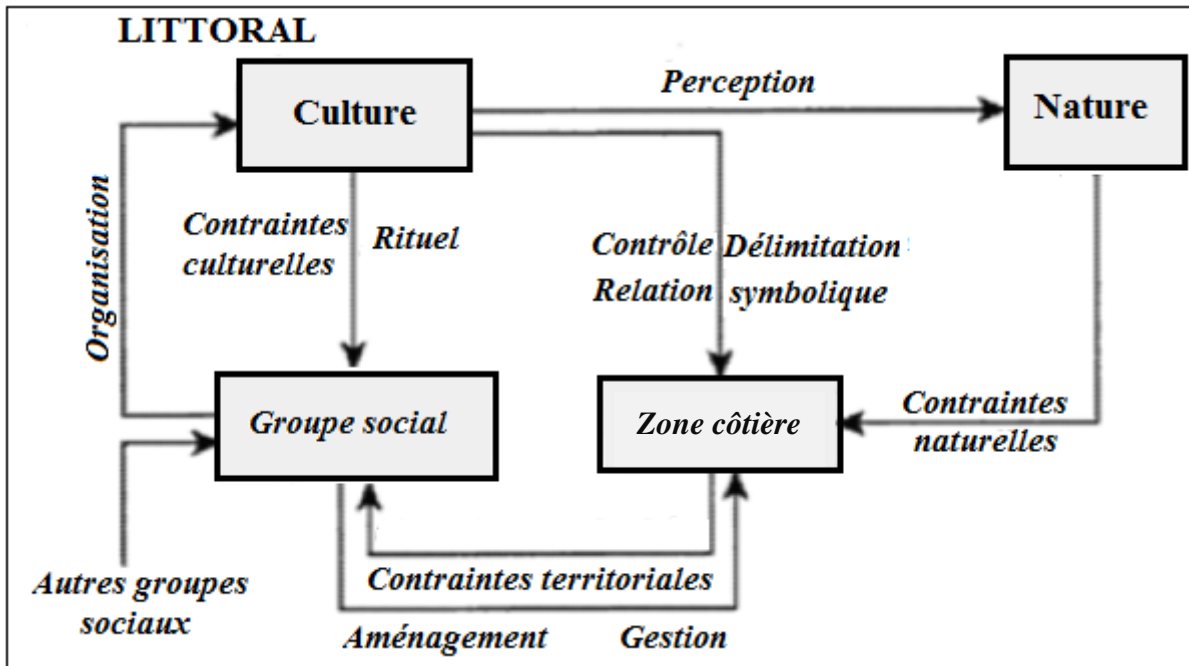 LITTORAL
Culture
Perception
Nature
Organisation
Contraintes
culturelles
Rituel
Contrôle Délimitation
Relation symbolique
Groupe social
Zone côtière
Contraintes
naturelles
Autres groupes
sociaux
Contraintes territoriales
Aménagement Gestion